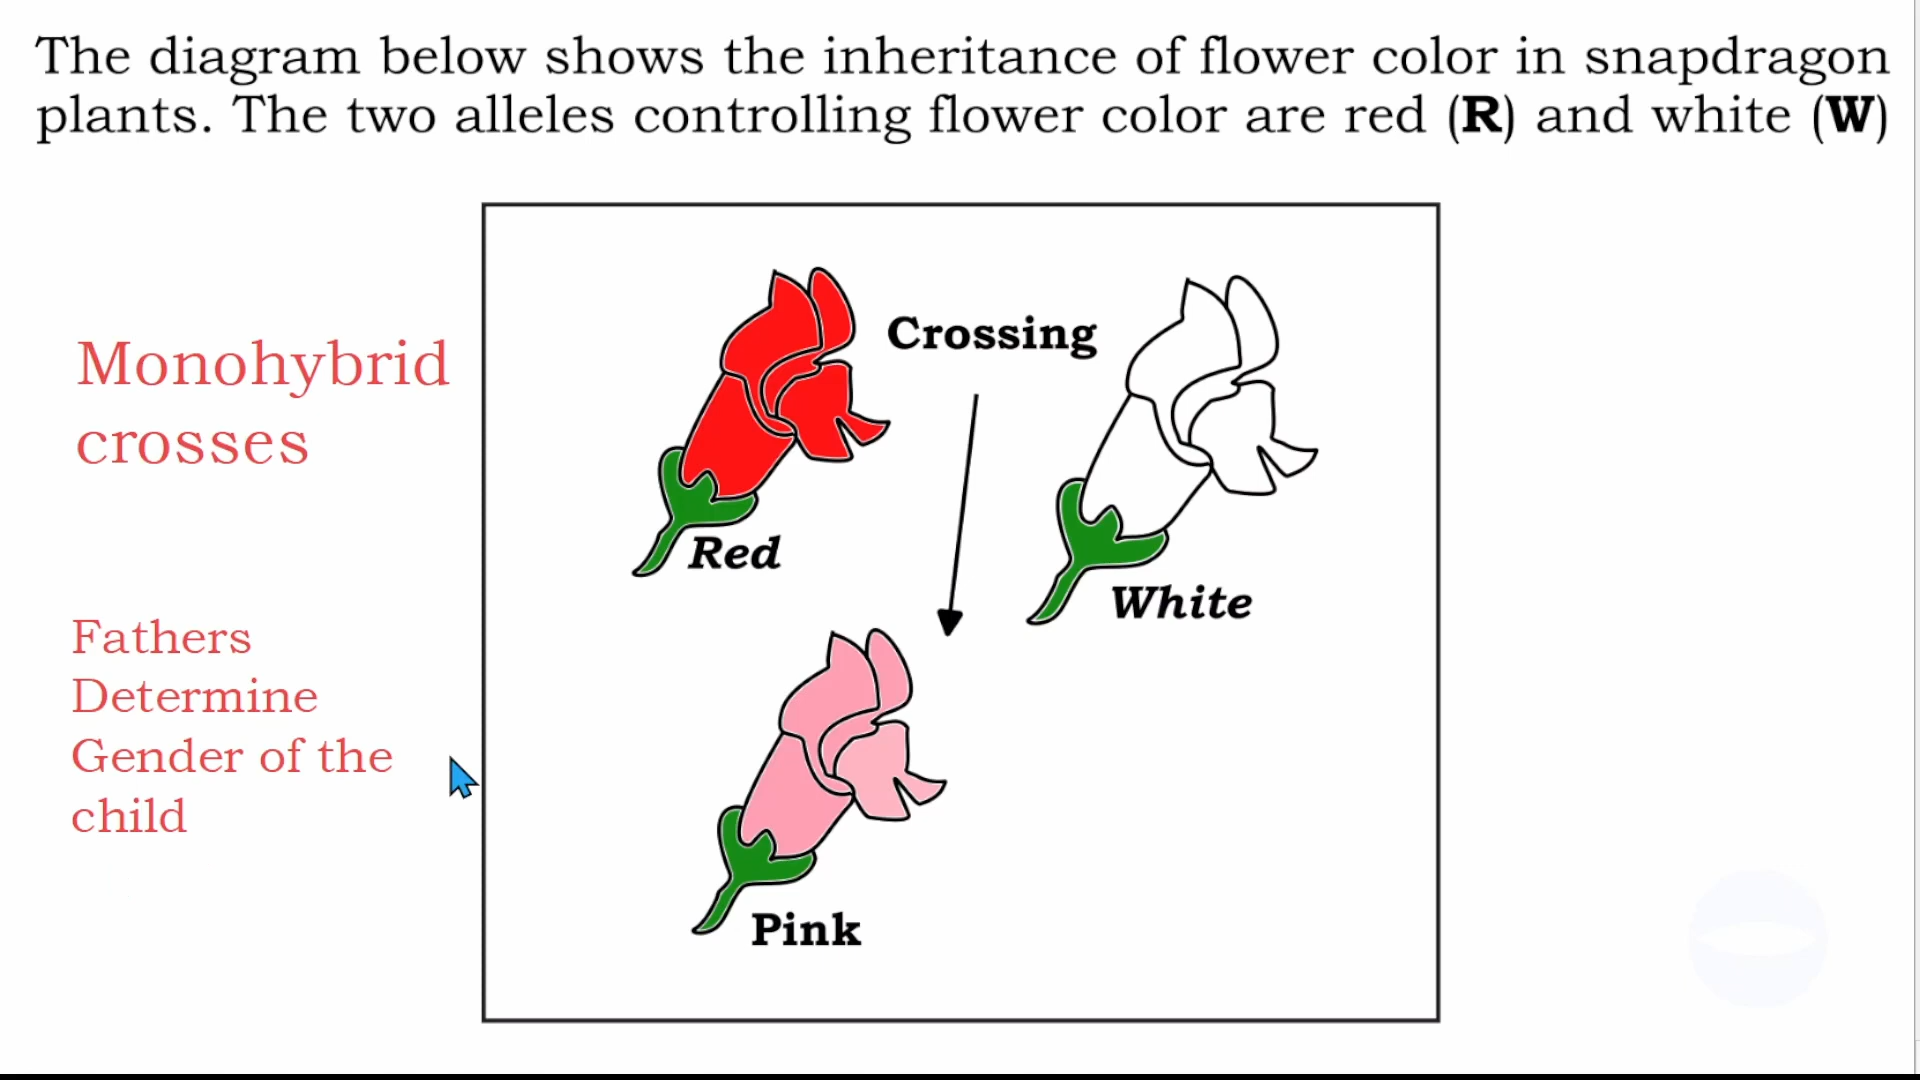 The diagram below shows the inheritance of flower color in snapdragon
plants. The two alleles controlling flower color are red (R) and white (W)
Monohybrid
crosses
Crossing
Red
White
Fathers
Determine
Gender of the
child
Pink